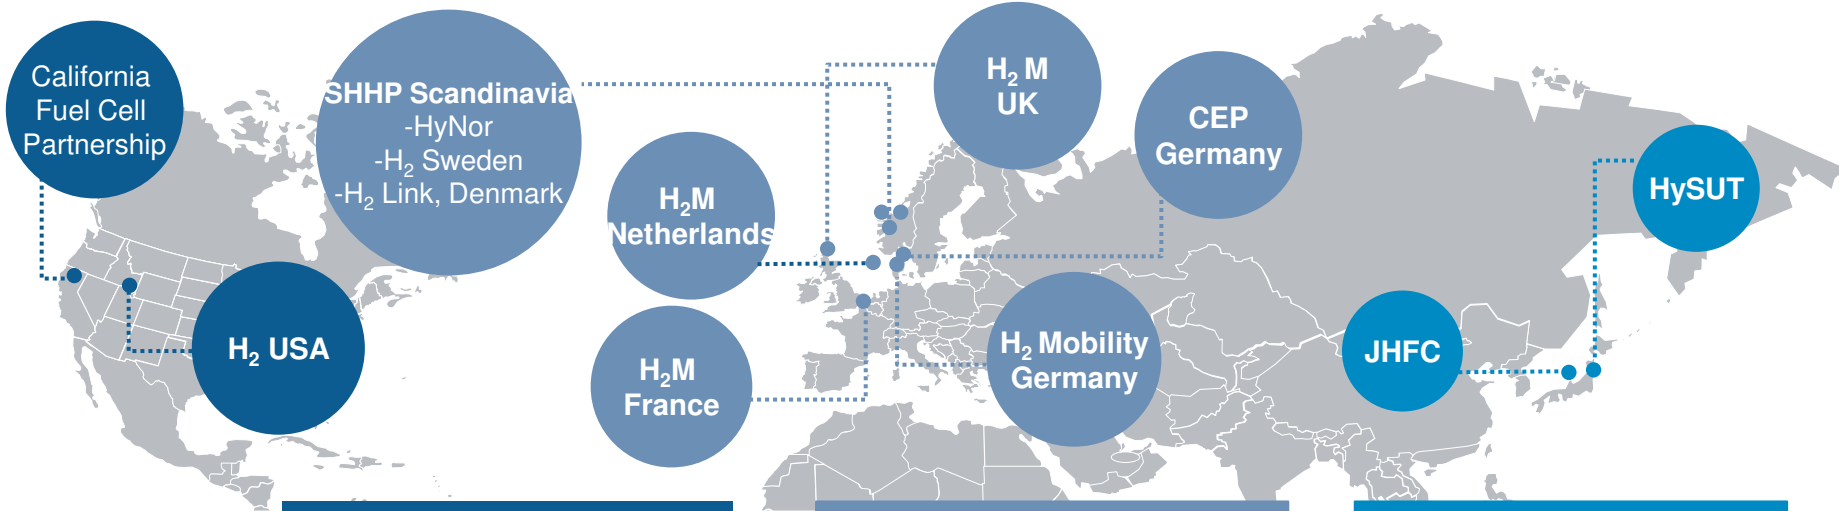 California
Fuel Cell
Partnership
SHHP Scandinavia
-HyNor
-H₂ Sweden
-H₂ Link, Denmark
H₂ M
UK
CEP
Germany
HySUT
H₂M
Netherlands
H₂ USA
H₂M
France
H₂ Mobility
Germany
JHFC